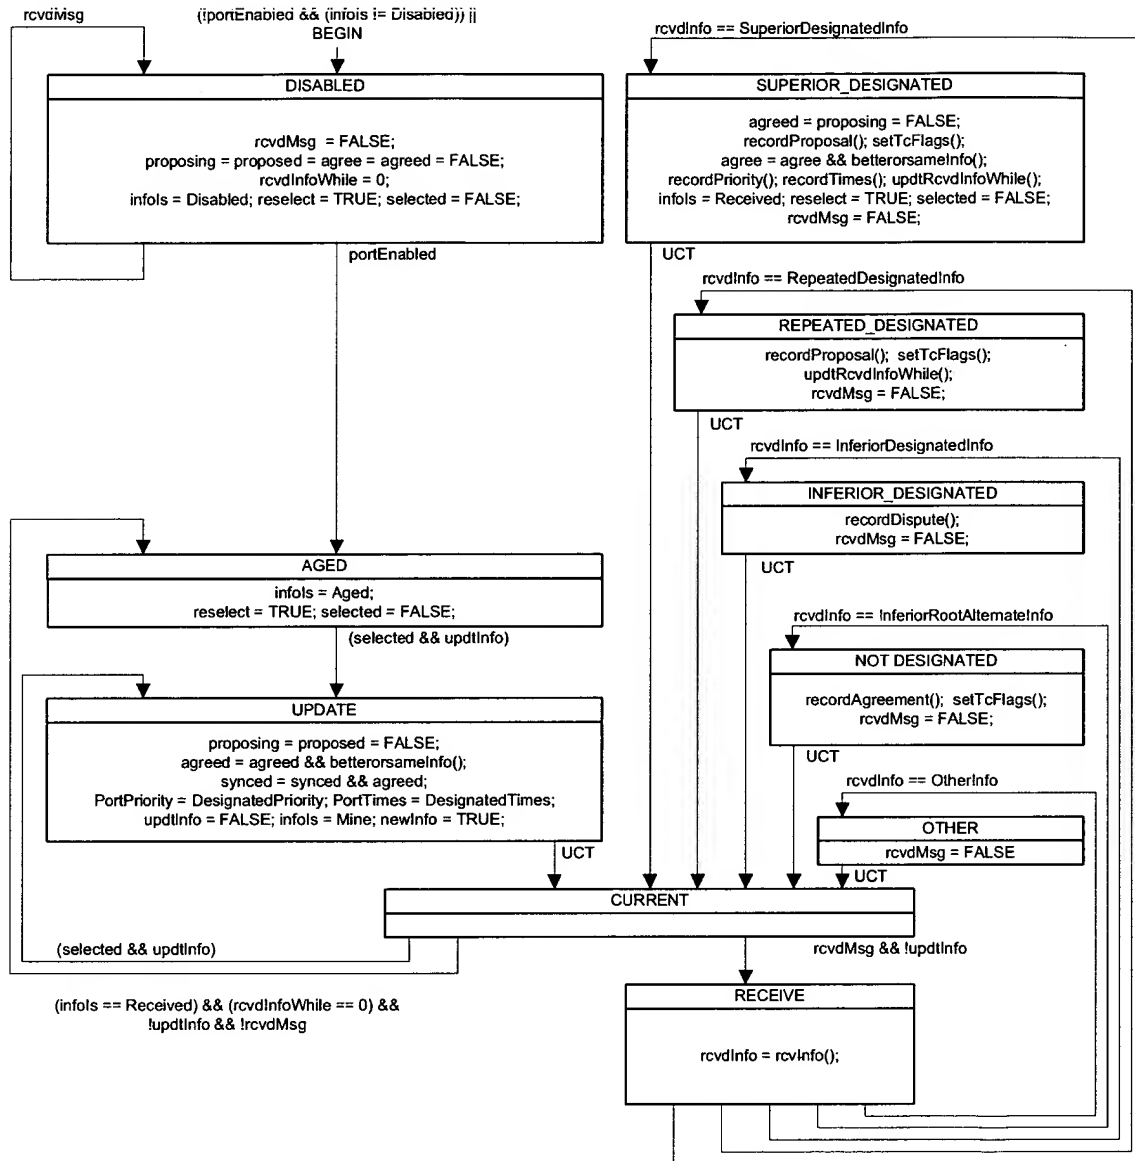 rcvdMsg
(!portEnabled && (infoIs != Disabled)) ||
BEGIN
DISABLED
rcvdMsg = FALSE;
proposing = proposed = agree = agreed = FALSE;
rcvdInfoWhile = 0;
infoIs = Disabled; reselect = TRUE; selected = FALSE;
portEnabled
rcvdInfo == SuperiorDesignatedInfo
SUPERIOR_DESIGNATED
agreed = proposing = FALSE;
recordProposal(); setTcFlags();
agree = agree && betterorsameInfo();
recordPriority(); recordTimes(); updtRcvdInfoWhile();
infoIs = Received; reselect = TRUE; selected = FALSE;
rcvdMsg = FALSE;
UCT
rcvdInfo == RepeatedDesignatedInfo
REPEATED_DESIGNATED
recordProposal(); setTcFlags();
updtRcvdInfoWhile();
rcvdMsg = FALSE;
UCT
rcvdInfo == InferiorDesignatedInfo
INFERIOR_DESIGNATED
recordDispute();
rcvdMsg = FALSE;
UCT
AGED
infoIs = Aged;
reselect = TRUE; selected = FALSE;
(selected && updtInfo)
rcvdInfo == InferiorRootAlternateInfo
NOT DESIGNATED
recordAgreement(); setTcFlags();
rcvdMsg = FALSE;
UCT
UPDATE
proposing = proposed = FALSE;
agreed = agreed && betterorsameInfo();
synced = synced && agreed;
PortPriority = DesignatedPriority; PortTimes = DesignatedTimes;
updtInfo = FALSE; infoIs = Mine; newInfo = TRUE;
UCT
rcvdInfo == OtherInfo
OTHER
rcvdMsg = FALSE
UCT
CURRENT
(selected && updtInfo)
rcvdMsg && !updtInfo
(infoIs == Received) && (rcvdInfoWhile == 0) &&
!updtInfo && !rcvdMsg
RECEIVE
rcvdInfo = rcvInfo();